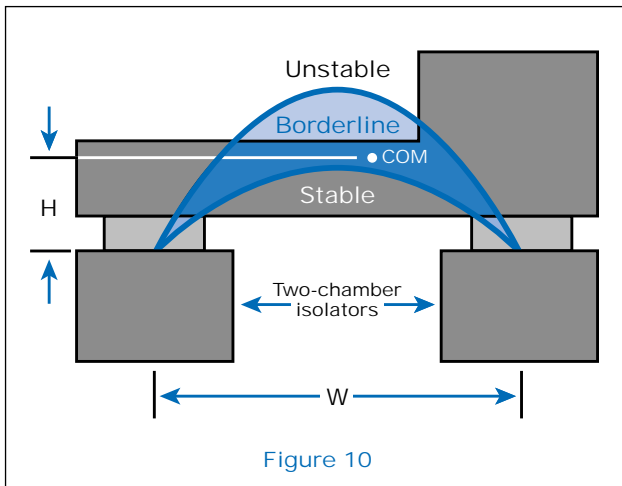 Unstable
Borderline
COM
Stable
H
Two-chamber
isolators
W
Figure 10